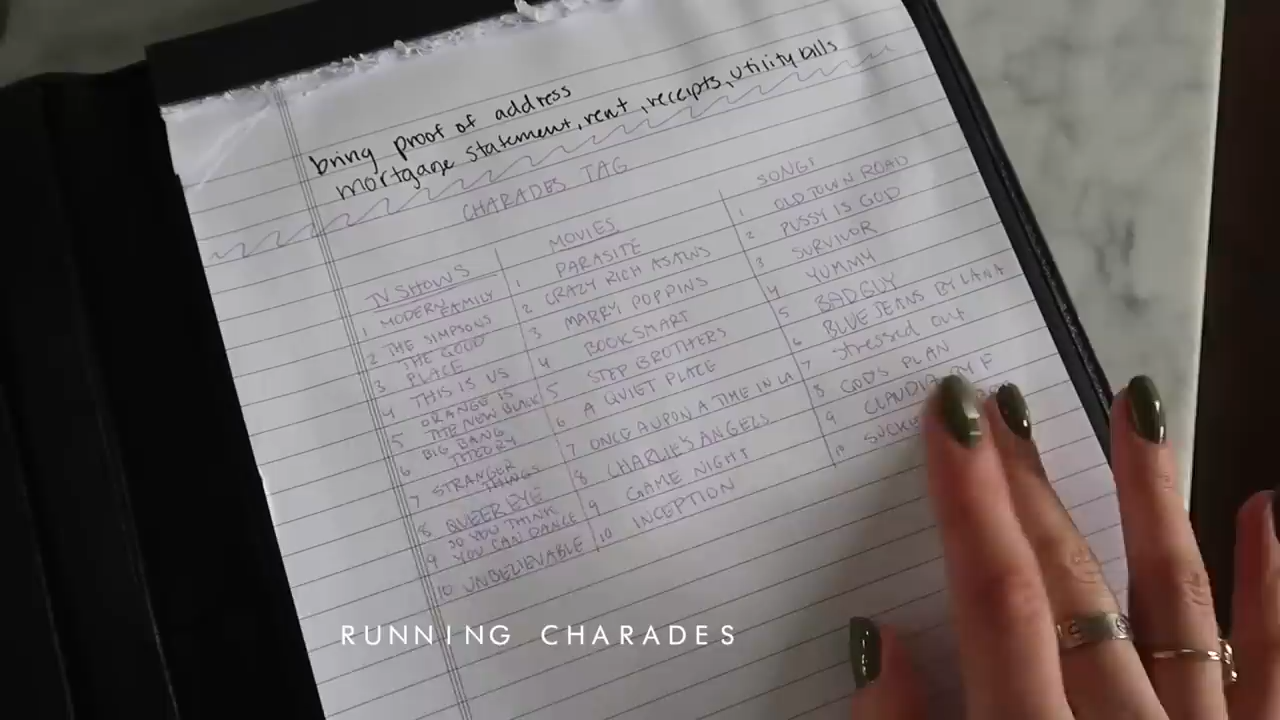 bring proof of address
mortgage statement, rent, receipts, utility bills
CHARADES TAG
TV SHOWS
1 MODERN FAMILY
2 THE SIMPSONS
3 THE GOOD PLACE
4 THIS IS US
5 ORANGE IS THE NEW BLACK
6 BIG BANG THEORY
7 STRANGER THINGS
8 QUEER EYE
9 SO YOU THINK YOU CAN DANCE
10 UNBELIEVABLE
MOVIES
1 PARASITE
2 CRAZY RICH ASIANS
3 MARRY POPPINS
4 BOOKSMART
5 STEP BROTHERS
6 A QUIET PLACE
7 ONCE A UPON A TIME IN LA
8 CHARLIE'S ANGELS
9 GAME NIGHT
10 INCEPTION
SONGS
1 OLD TOWN ROAD
2 PUSSY IS GOD
3 SURVIVOR
4 YUMMY
5 BAD GUY
6 BLUE JEANS BY LANA
7 stressed out
8 GODS PLAN
9 CLAUDIA BY F
10
RUNNING CHARADES